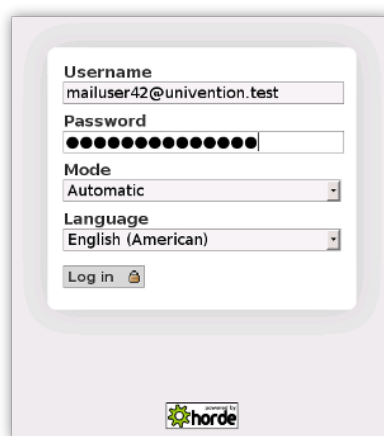 Username
mailuser42@univention.test
Password
●●●●●●●●●●●●●●
Mode
Automatic
Language
English (American)
Log in
powered by
horde